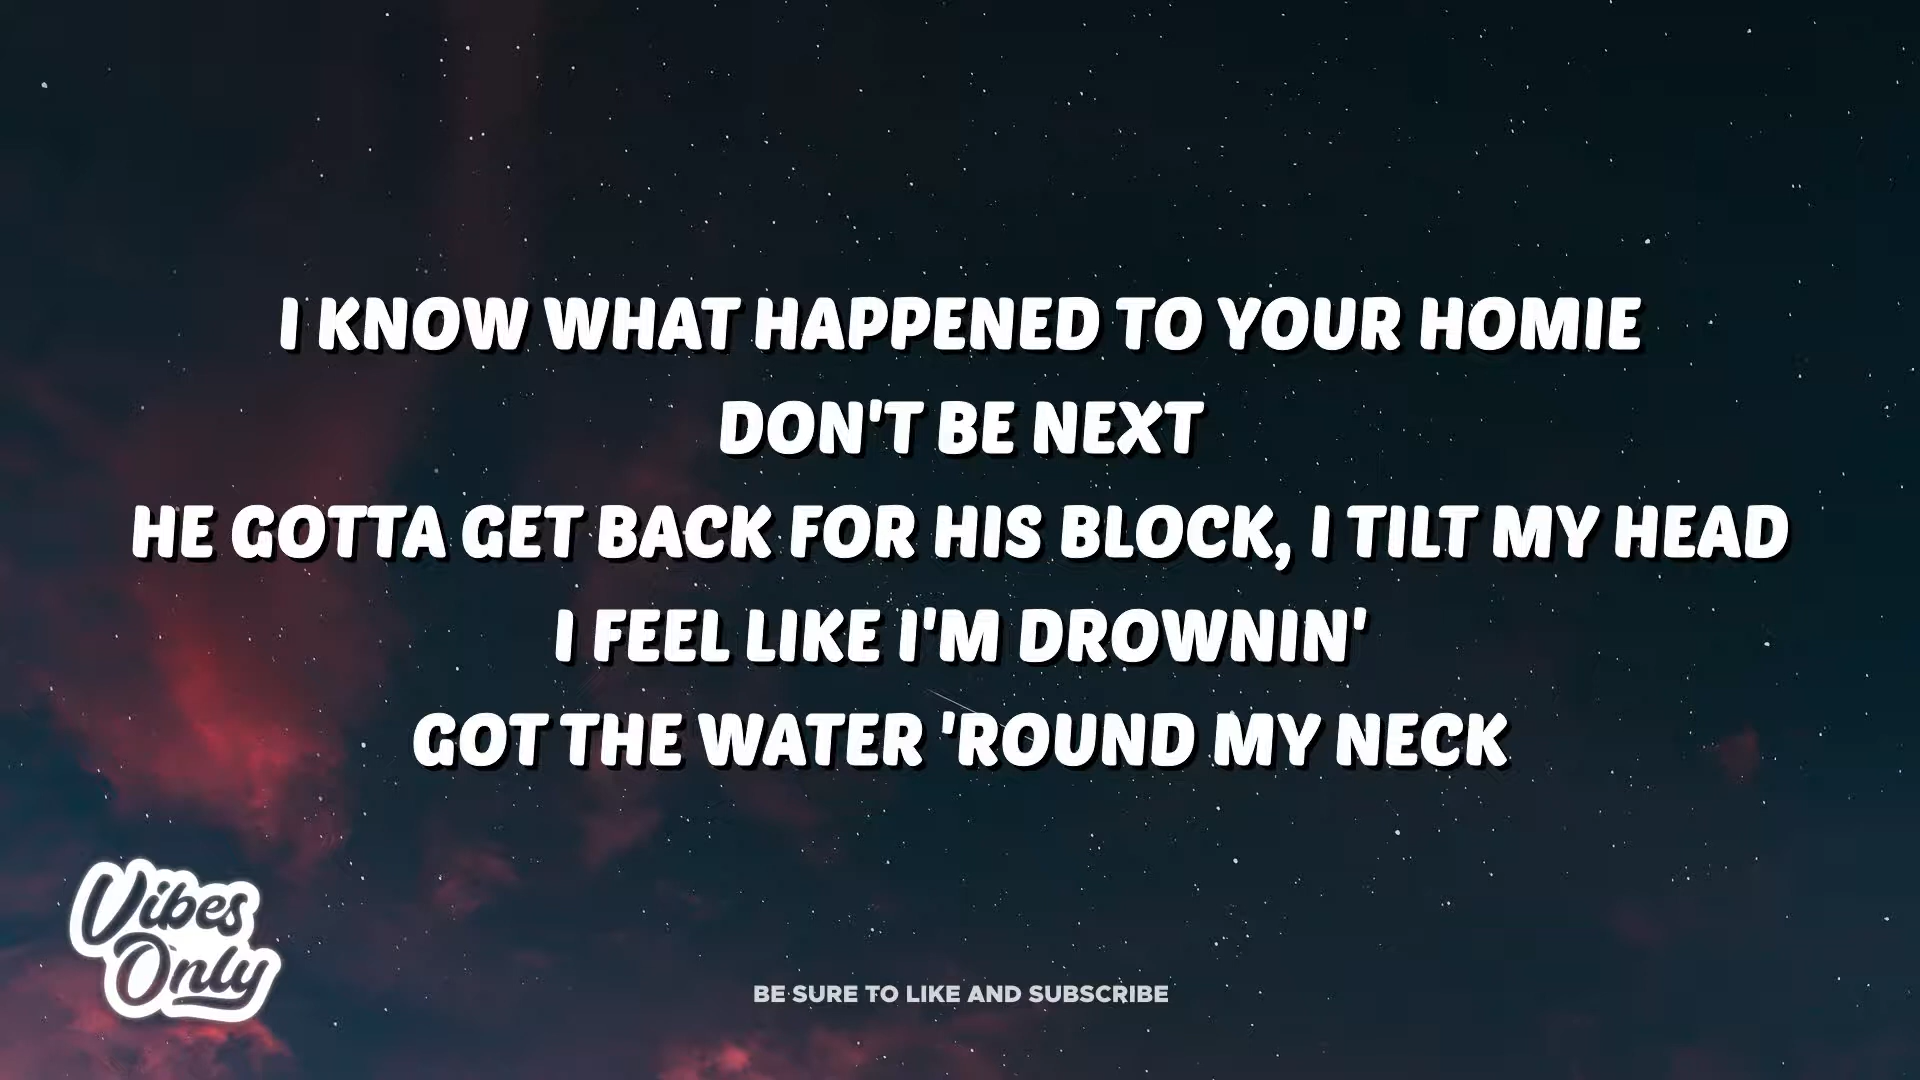 I KNOW WHAT HAPPENED TO YOUR HOMIE
DON'T BE NEXT
HE GOTTA GET BACK FOR HIS BLOCK, I TILT MY HEAD
I FEEL LIKE I'M DROWNIN'
GOT THE WATER 'ROUND MY NECK
Vibes
Only
BE SURE TO LIKE AND SUBSCRIBE